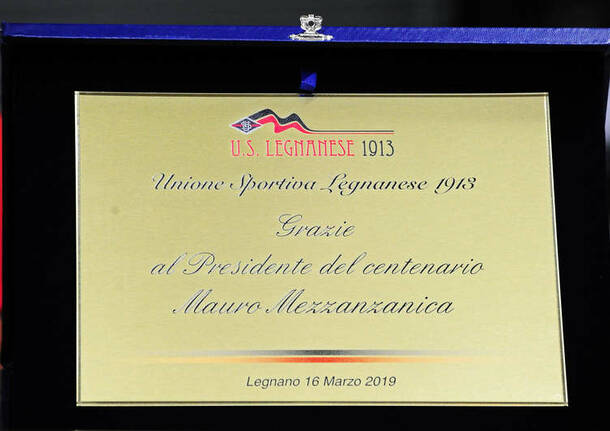 U.S. LEGNANESE 1913
Unione Sportiva Legnanese 1913
Grazie
al Presidente del centenario
Mauro Mezzanzanica
Legnano 16 Marzo 2019